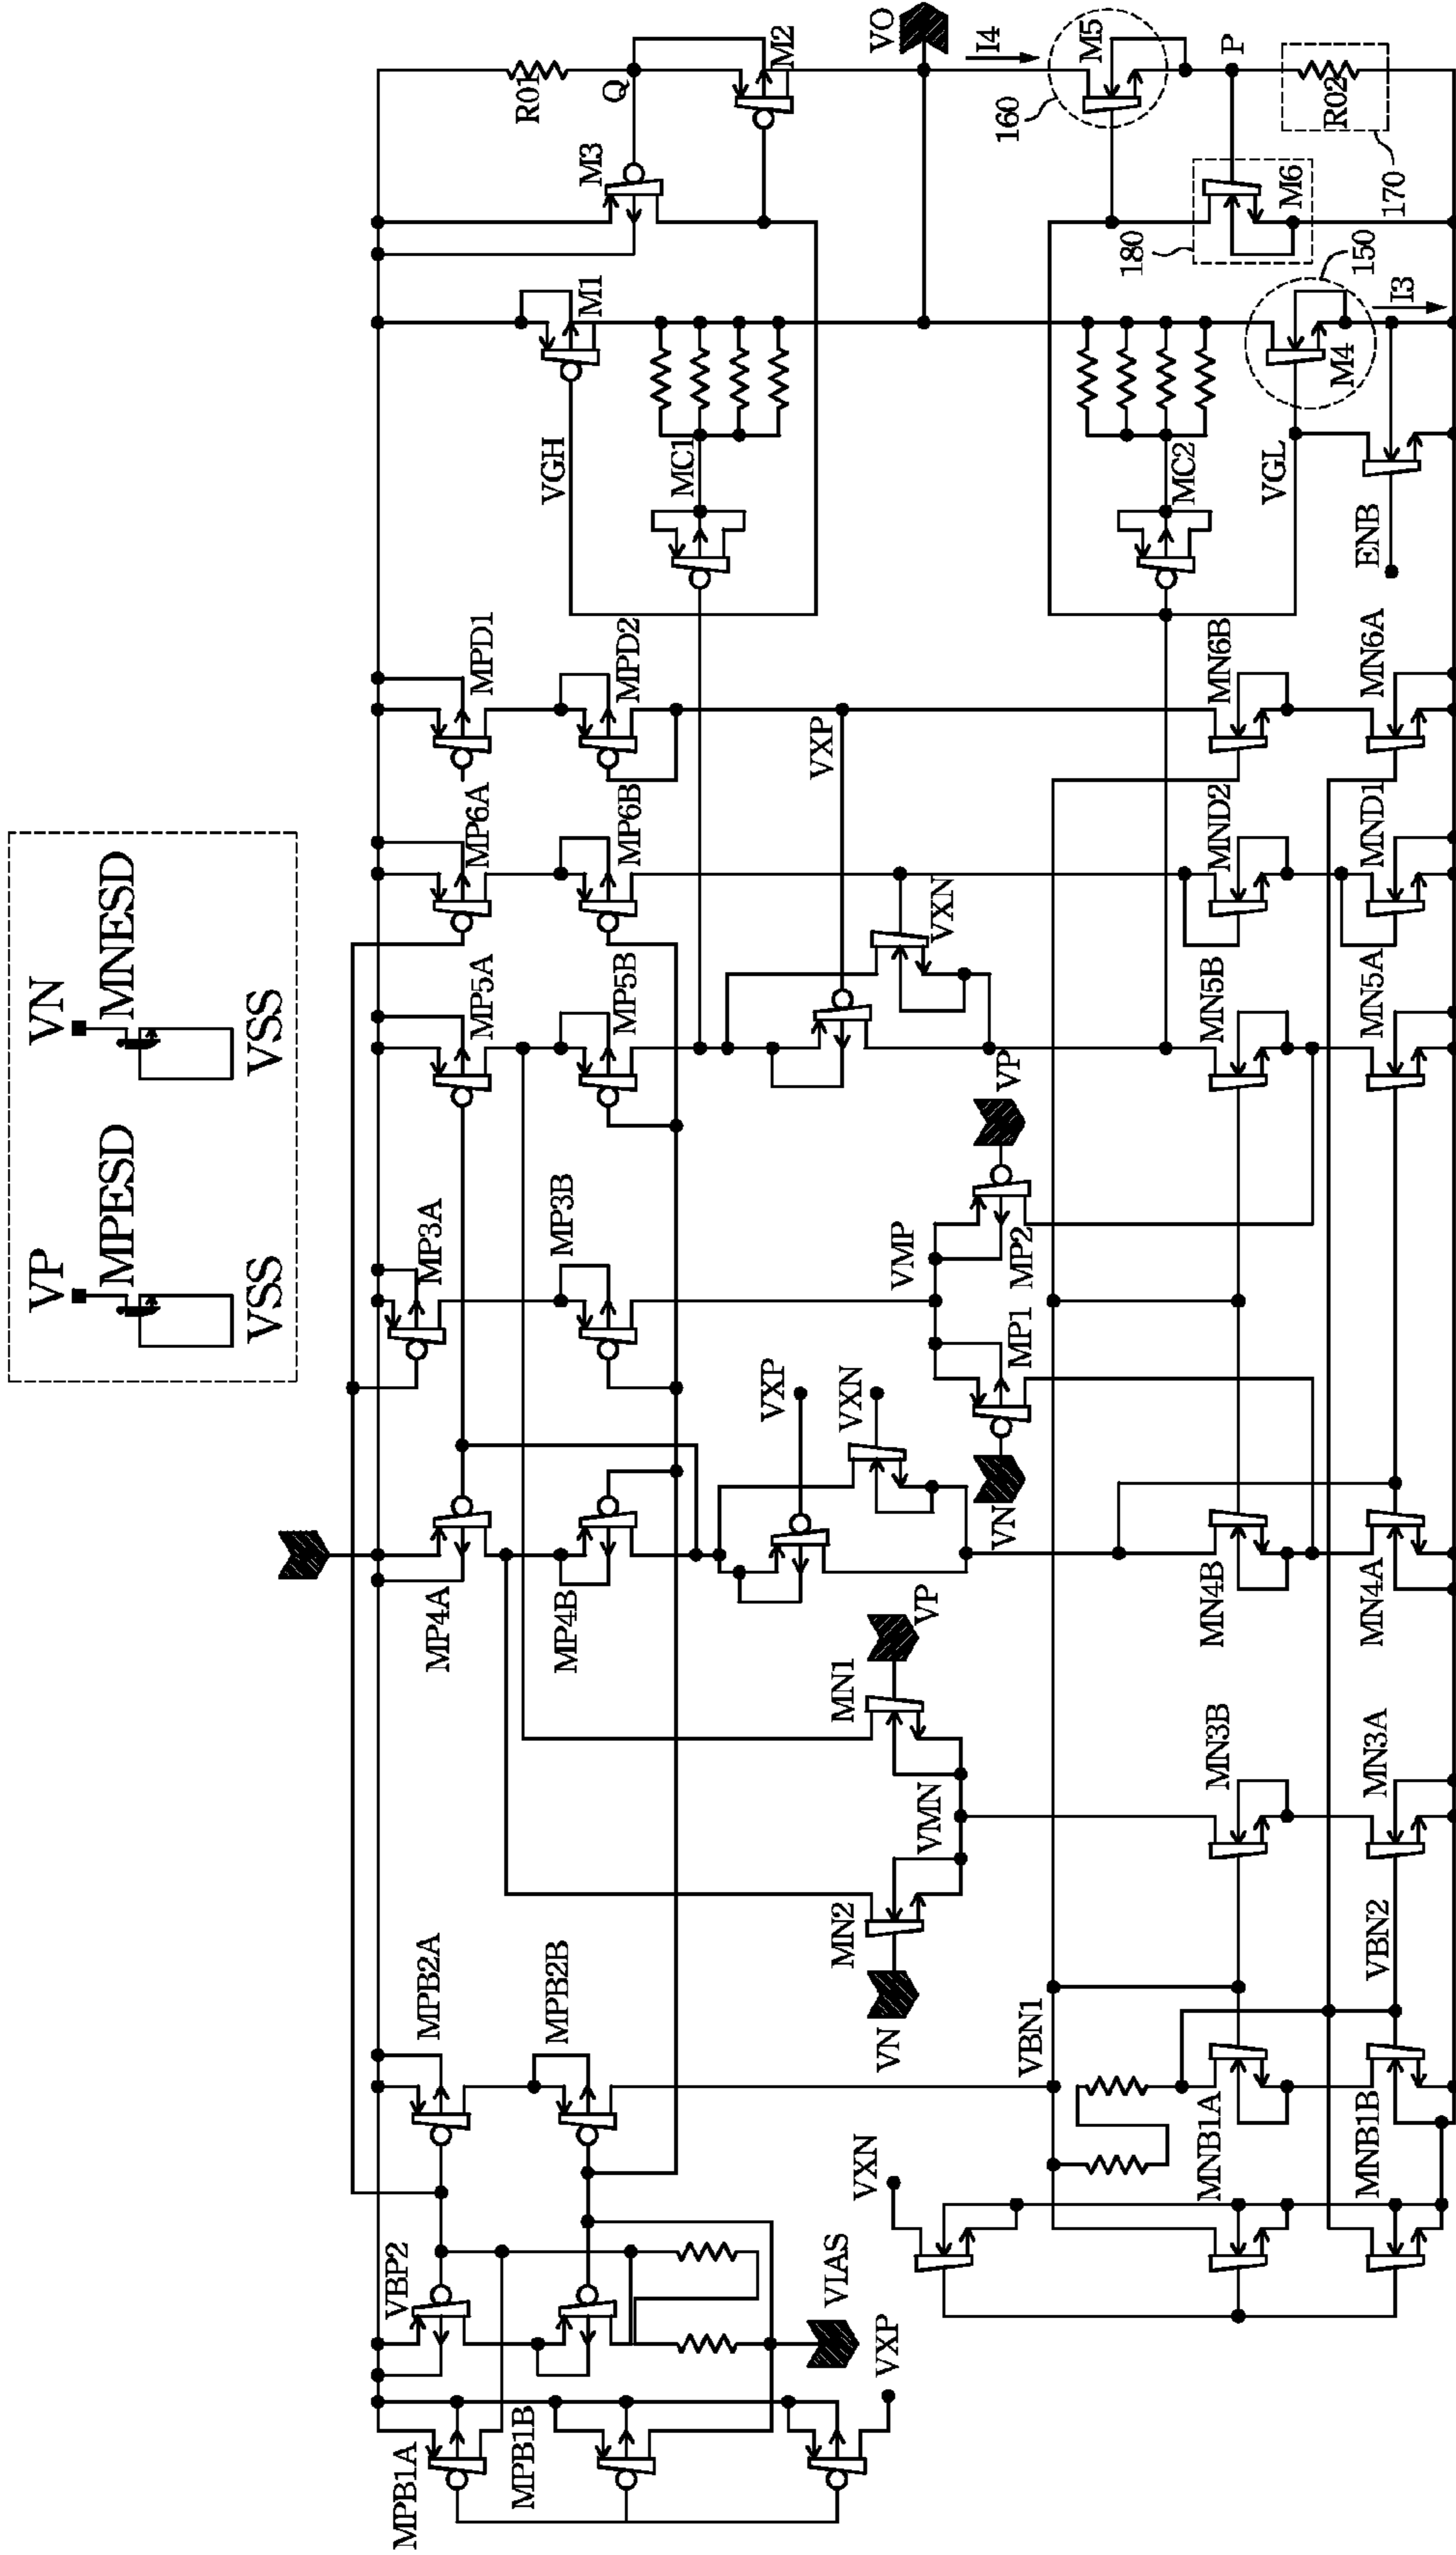 VP
MPESD
VSS
VN
MNESD
VSS
MPB1A
MPB1B
VXP
VBP2
VIAS
MPB2A
MPB2B
VXN
VBN1
MNB1A
MNB1B
VBN2
VN
MN2
VMN
MN1
VP
MN3B
MN3A
MP4A
MP4B
VXP
VXN
VN
MP1
VMP
MP2
VP
MN4B
MN4A
MP3A
MP3B
MP5A
MP5B
MN5B
MN5A
VXN
VXP
MP6A
MP6B
MND2
MND1
MPD1
MPD2
MN6B
MN6A
VGH
M1
MC1
MC2
VGL
ENB
M4
150
I3
R01
Q
M3
M2
VO
I4
M5
160
P
R02
170
M6
180